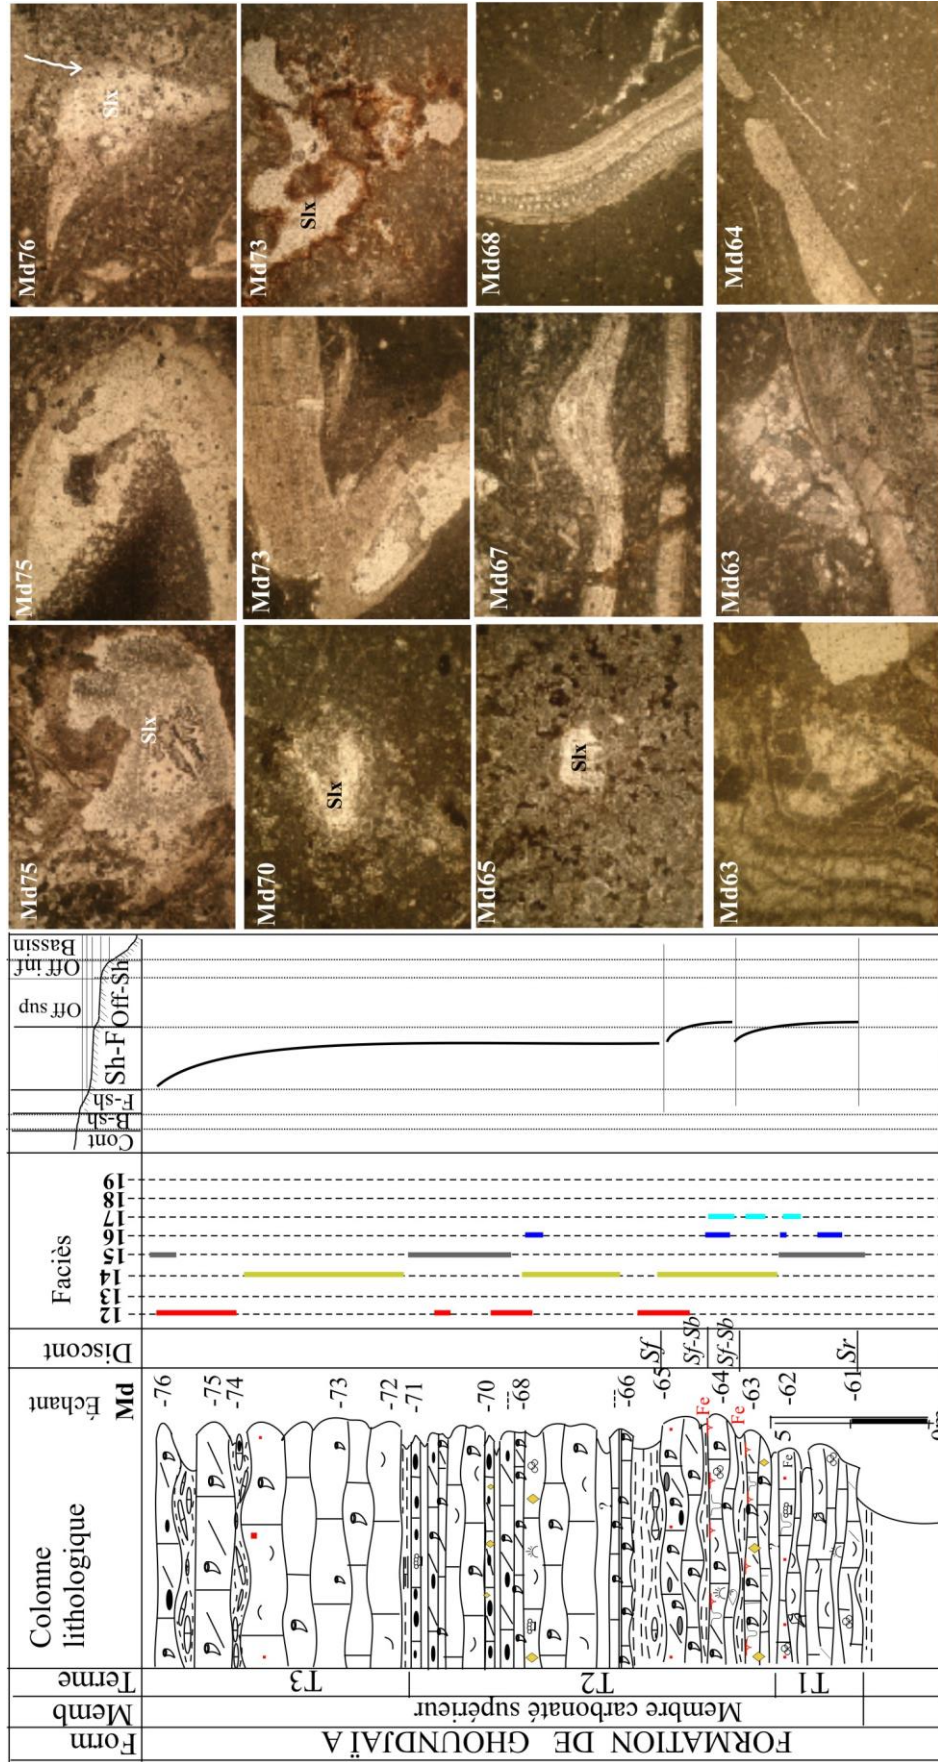 Form
Memb
Terme
Colonne
lithologique
Échant
Md
Discont
Faciès
12
13
14
15
16
17
18
19
Cont
B-sh
F-sh
Sh-F
Off-Sh
Off sup
Off inf
Bassin
FORMATION DE GHOUNDJAÏA
Membre carbonaté supérieur
T3
T2
T1
-76
-75
-74
-73
-72
-71
-70
-68
-66
-65
-64
-63
-62
-61
Fe
Fe
Fe
5
Sf
Sf-Sb
Sf-Sb
Sr
Md75
Slx
Md75
Md76
Slx
Md70
Slx
Md73
Md73
Slx
Md65
Slx
Md67
Md68
Md63
Md63
Md64